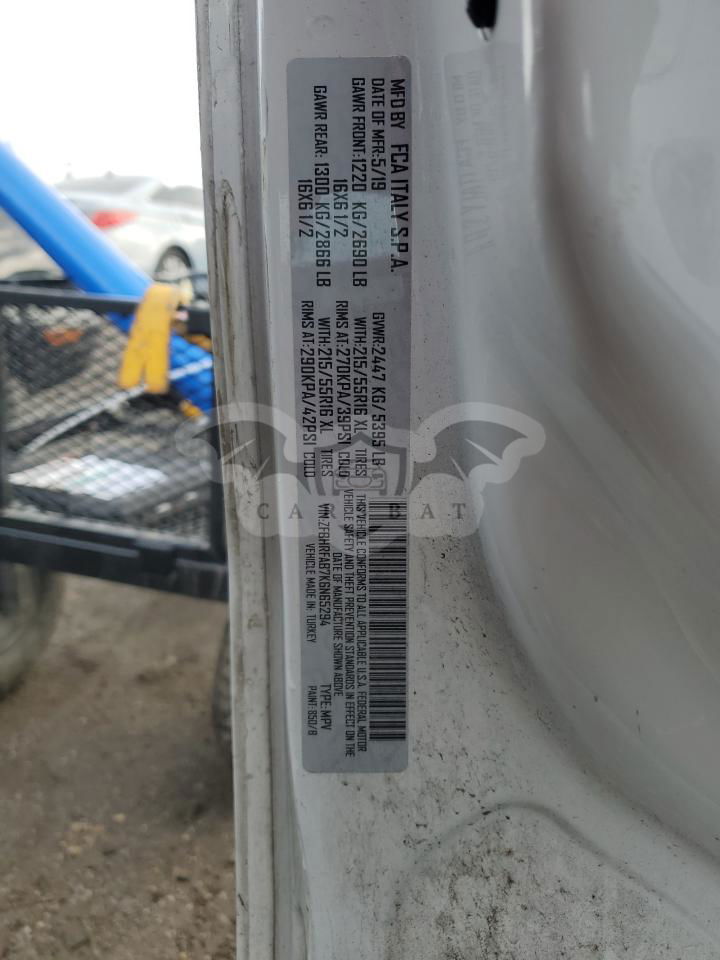 MFD BY FCA ITALY S.P.A.
DATE OF MFR:5/19 GVWR:2447 KG/5395 LB
GAWR FRONT:1220 KG/2690 LB WITH:215/55R16 XL TIRES
16X6 1/2 RIMS AT:270KPA/39PSI COLD
GAWR REAR: 1300 KG/2866 LB WITH:215/55R16 XL TIRES
16X6 1/2 RIMS AT:290KPA/42PSI COLD
THIS VEHICLE CONFORMS TO ALL APPLICABLE U.S.A. FEDERAL MOTOR
VEHICLE SAFETY AND THEFT PREVENTION STANDARDS IN EFFECT ON THE
DATE OF MANUFACTURE SHOWN ABOVE
VIN:ZFBHRFAB7K6N65294 TYPE:MPV
VEHICLE MADE IN: TURKEY PAINT:850/B
CAR BAT